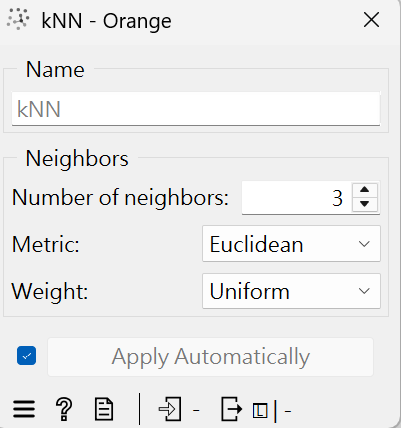 kNN - Orange
Name
kNN
Neighbors
Number of neighbors: 3
Metric: Euclidean
Weight: Uniform
Apply Automatically
? - L | -